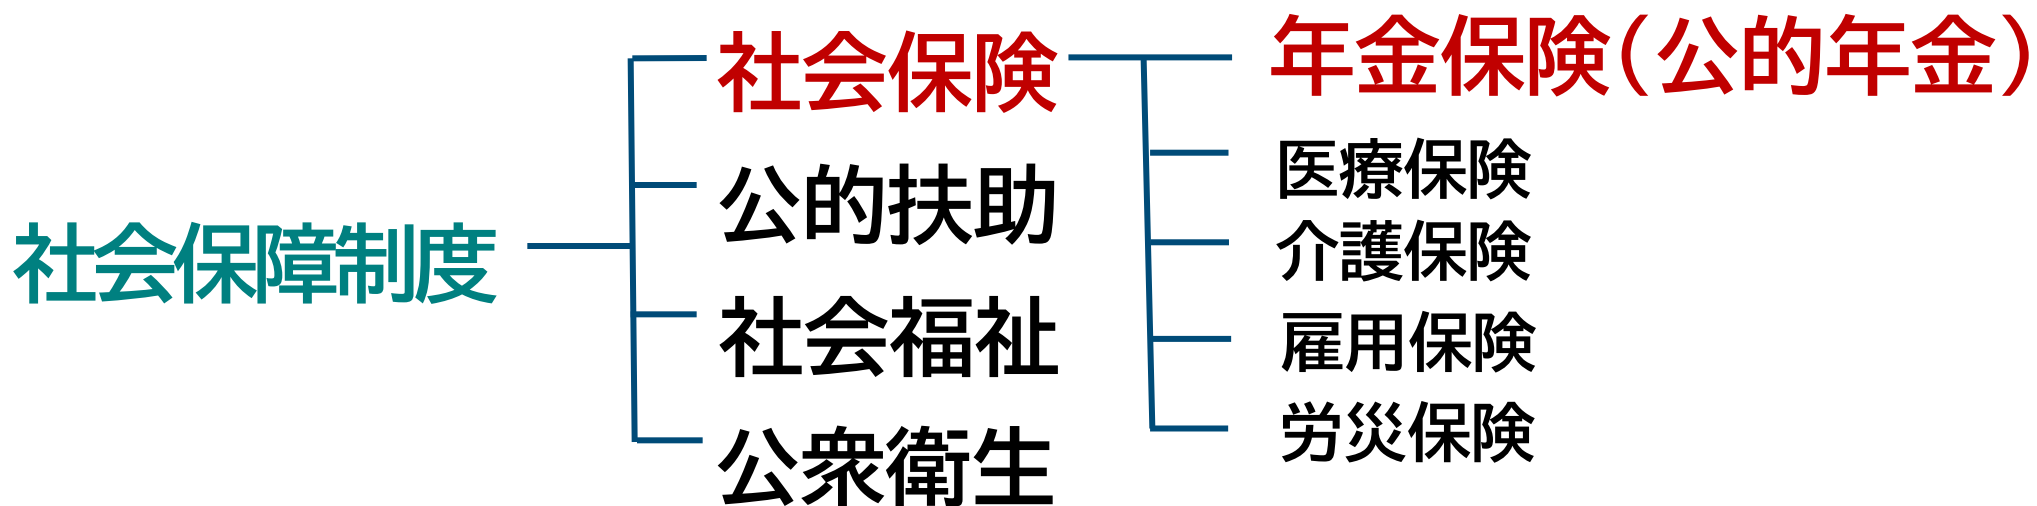 社会保障制度
社会保険
公的扶助
社会福祉
公衆衛生
年金保険（公的年金）
医療保険
介護保険
雇用保険
労災保険